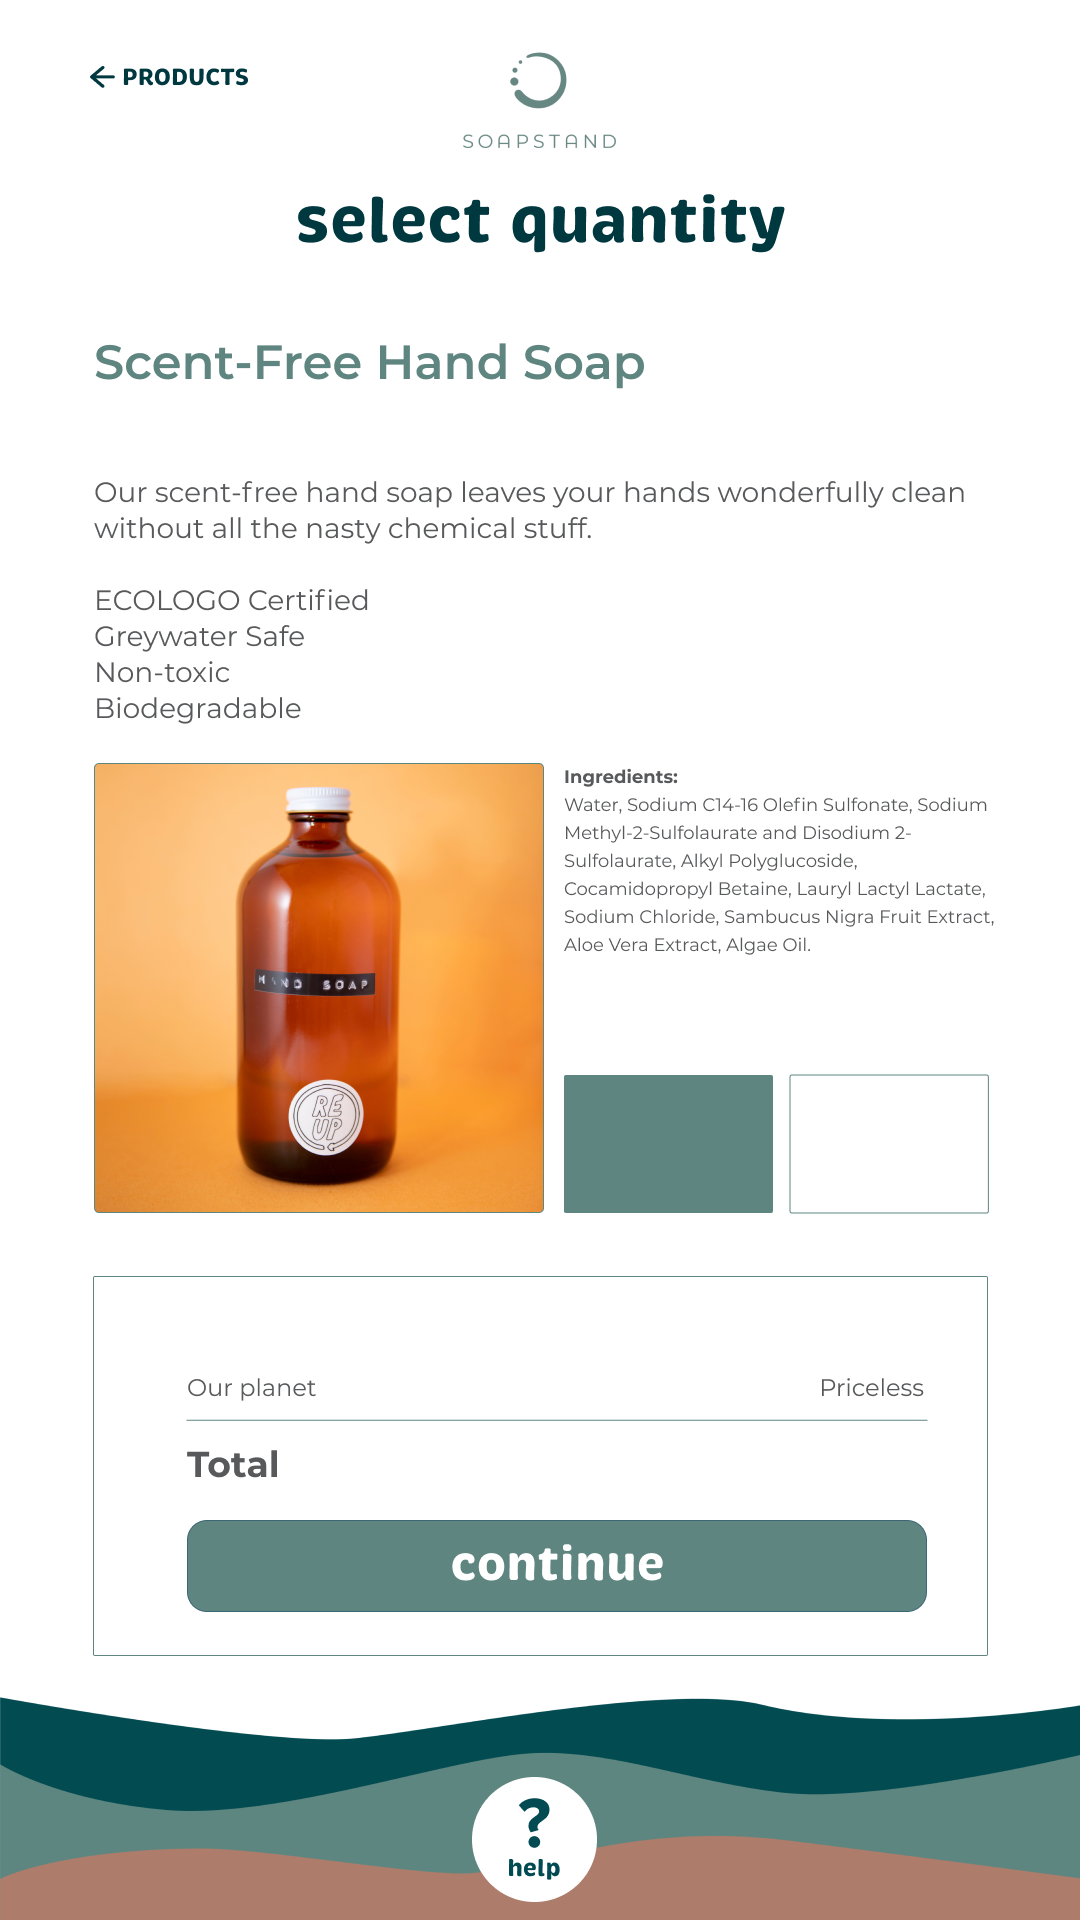 PRODUCTS
SOAPSTAND
select quantity
Scent-Free Hand Soap
Our scent-free hand soap leaves your hands wonderfully clean
without all the nasty chemical stuff.
ECOLOGO Certified
Greywater Safe
Non-toxic
Biodegradable
HAND SOAP
RE
UP
Ingredients:
Water, Sodium C14-16 Olefin Sulfonate, Sodium
Methyl-2-Sulfolaurate and Disodium 2-
Sulfolaurate, Alkyl Polyglucoside,
Cocamidopropyl Betaine, Lauryl Lactyl Lactate,
Sodium Chloride, Sambucus Nigra Fruit Extract,
Aloe Vera Extract, Algae Oil.
Our planet Priceless
Total
continue
?
help